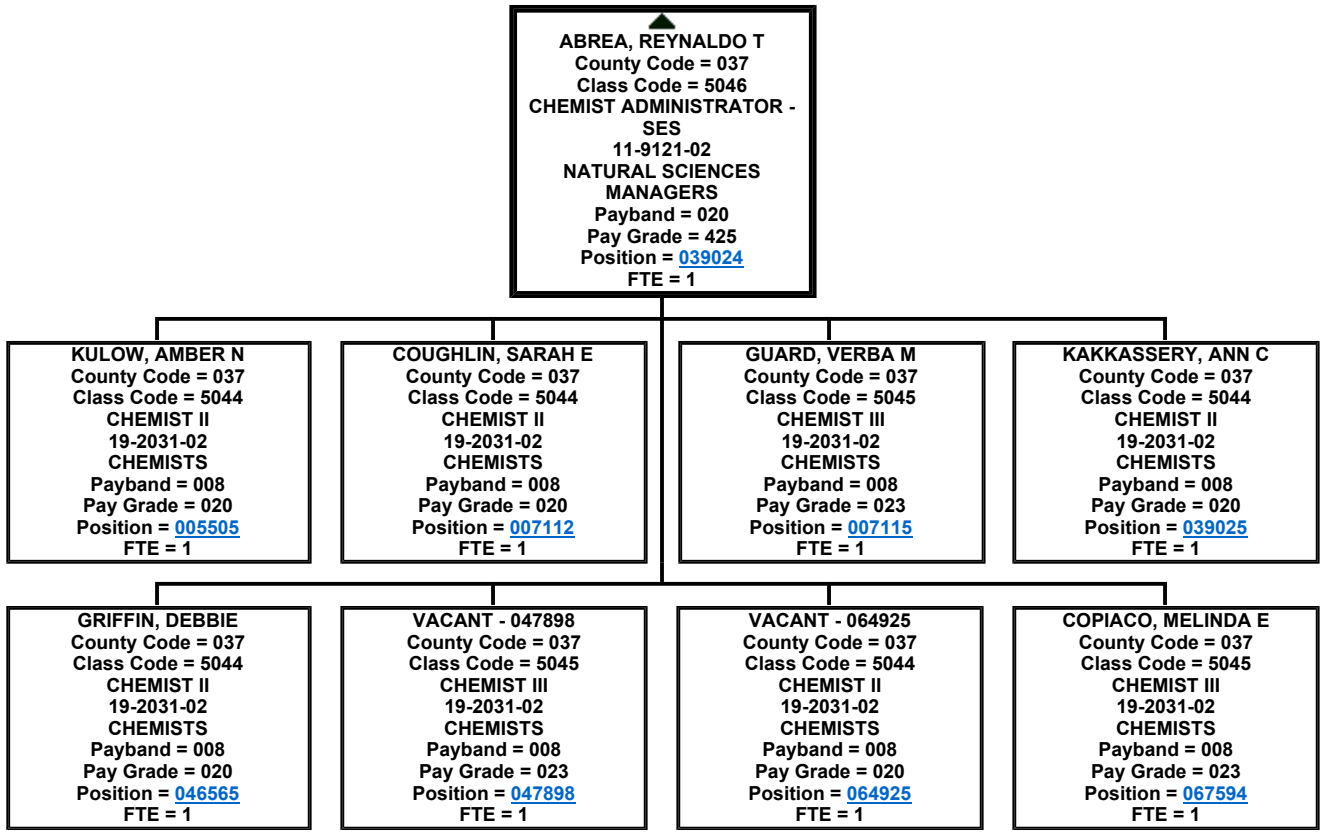 ABREA, REYNALDO T
County Code = 037
Class Code = 5046
CHEMIST ADMINISTRATOR -
SES
11-9121-02
NATURAL SCIENCES
MANAGERS
Payband = 020
Pay Grade = 425
Position = 039024
FTE = 1
KULOW, AMBER N
County Code = 037
Class Code = 5044
CHEMIST II
19-2031-02
CHEMISTS
Payband = 008
Pay Grade = 020
Position = 005505
FTE = 1
COUGHLIN, SARAH E
County Code = 037
Class Code = 5044
CHEMIST II
19-2031-02
CHEMISTS
Payband = 008
Pay Grade = 020
Position = 007112
FTE = 1
GUARD, VERBA M
County Code = 037
Class Code = 5045
CHEMIST III
19-2031-02
CHEMISTS
Payband = 008
Pay Grade = 023
Position = 007115
FTE = 1
KAKKASSERY, ANN C
County Code = 037
Class Code = 5044
CHEMIST II
19-2031-02
CHEMISTS
Payband = 008
Pay Grade = 020
Position = 039025
FTE = 1
GRIFFIN, DEBBIE
County Code = 037
Class Code = 5044
CHEMIST II
19-2031-02
CHEMISTS
Payband = 008
Pay Grade = 020
Position = 046565
FTE = 1
VACANT - 047898
County Code = 037
Class Code = 5045
CHEMIST III
19-2031-02
CHEMISTS
Payband = 008
Pay Grade = 023
Position = 047898
FTE = 1
VACANT - 064925
County Code = 037
Class Code = 5044
CHEMIST II
19-2031-02
CHEMISTS
Payband = 008
Pay Grade = 020
Position = 064925
FTE = 1
COPIACO, MELINDA E
County Code = 037
Class Code = 5045
CHEMIST III
19-2031-02
CHEMISTS
Payband = 008
Pay Grade = 023
Position = 067594
FTE = 1